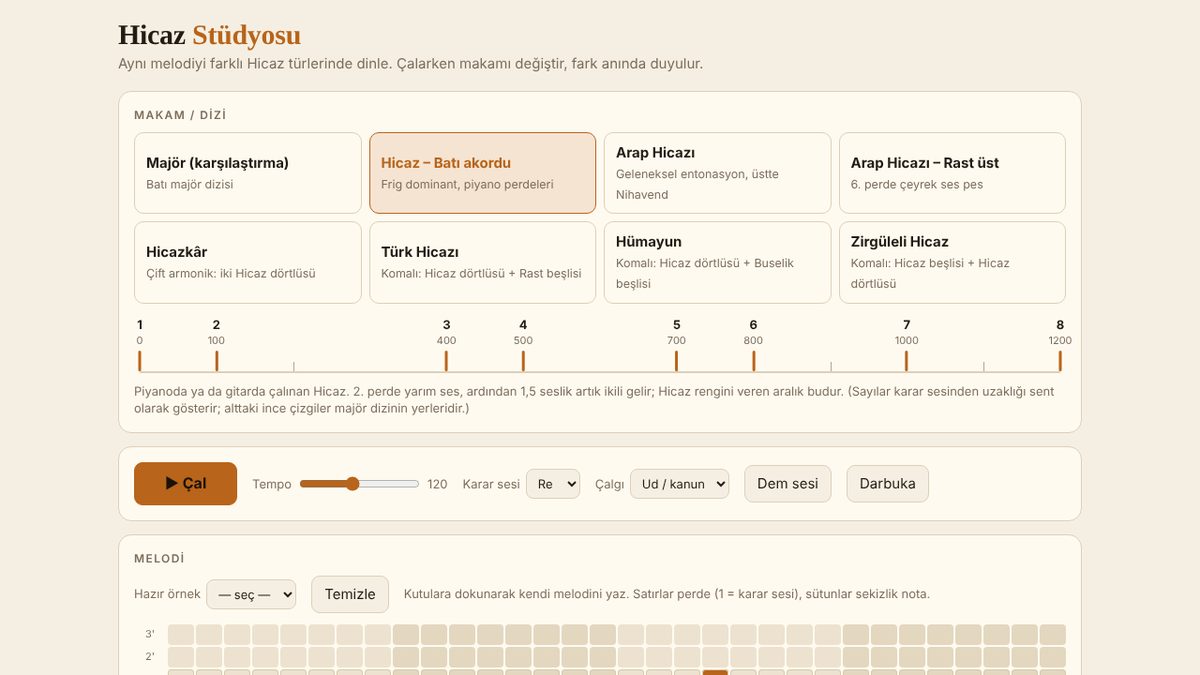 Hicaz Stüdyosu
Aynı melodiyi farklı Hicaz türlerinde dinle. Çalarken makamı değiştir, fark anında duyulur.
MAKAM / DİZİ
Majör (karşılaştırma)
Batı majör dizisi
Hicaz – Batı akordu
Frig dominant, piyano perdeleri
Arap Hicazı
Geleneksel entonasyon, üstte
Nihavend
Arap Hicazı – Rast üst
6. perde çeyrek ses pes
Hicazkâr
Çift armonik: iki Hicaz dörtlüsü
Türk Hicazı
Komalı: Hicaz dörtlüsü + Rast beşlisi
Hümayun
Komalı: Hicaz dörtlüsü + Buselik
beşlisi
Zirgüleli Hicaz
Komalı: Hicaz beşlisi + Hicaz
dörtlüsü
1 2 3 4 5 6 7 8
0 100 400 500 700 800 1000 1200
Piyanoda ya da gitarda çalınan Hicaz. 2. perde yarım ses, ardından 1,5 seslik artık ikili gelir; Hicaz rengini veren aralık budur. (Sayılar karar sesinden uzaklığı sent
olarak gösterir; alttaki ince çizgiler majör dizinin yerleridir.)
▶ Çal Tempo 120 Karar sesi Re Çalgı Ud / kanun Dem sesi Darbuka
MELODİ
Hazır örnek — seç — Temizle Kutulara dokunarak kendi melodini yaz. Satırlar perde (1 = karar sesi), sütunlar sekizlik nota.
3'
2'